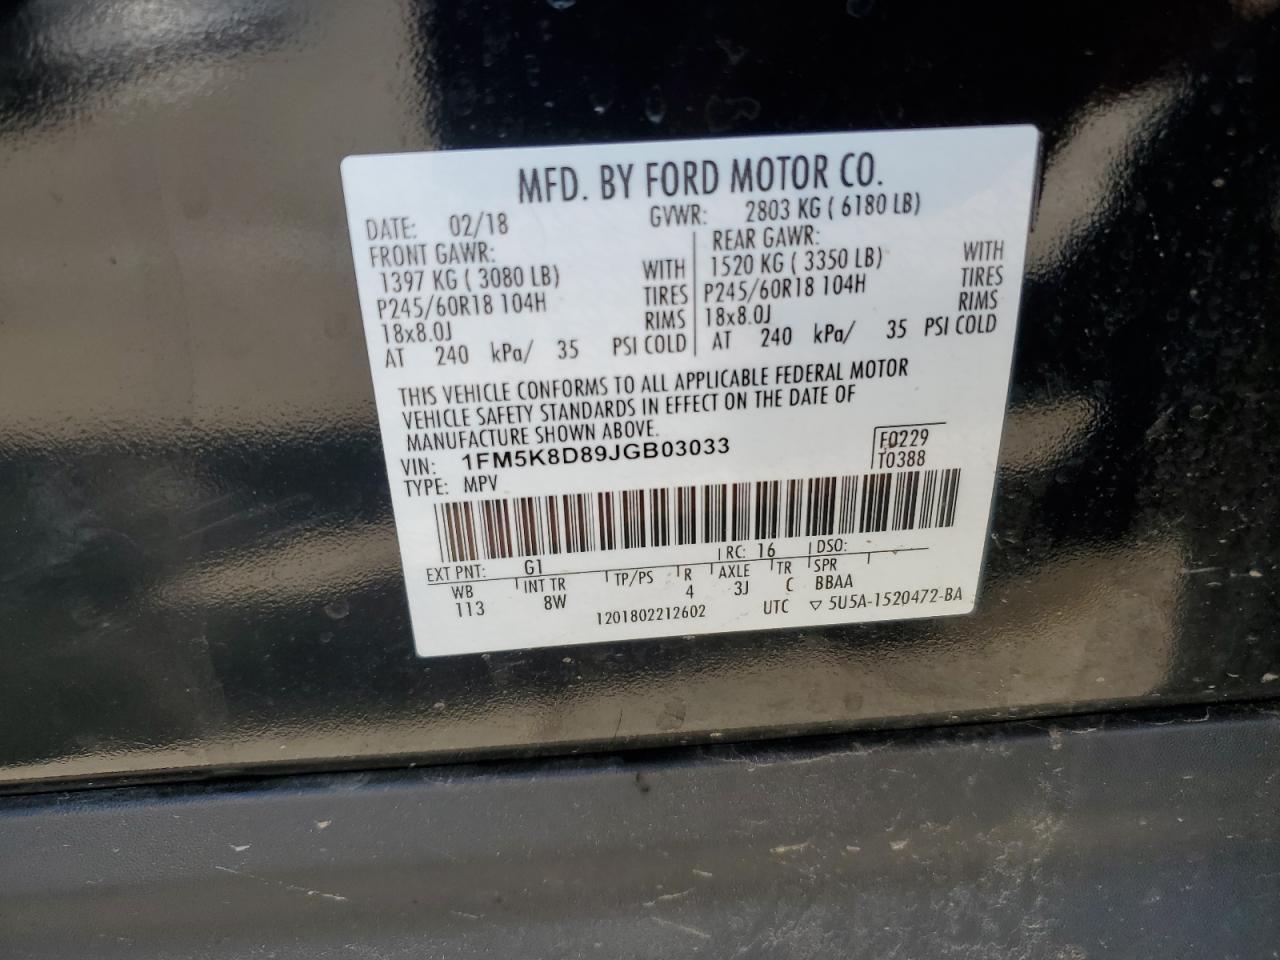 MFD. BY FORD MOTOR CO.
DATE: 02/18 GVWR: 2803 KG ( 6180 LB)
FRONT GAWR: REAR GAWR:
1397 KG ( 3080 LB) WITH 1520 KG ( 3350 LB) WITH
P245/60R18 104H TIRES P245/60R18 104H TIRES
18x8.0J RIMS 18x8.0J RIMS
AT 240 kPa/ 35 PSI COLD AT 240 kPa/ 35 PSI COLD
THIS VEHICLE CONFORMS TO ALL APPLICABLE FEDERAL MOTOR
VEHICLE SAFETY STANDARDS IN EFFECT ON THE DATE OF
MANUFACTURE SHOWN ABOVE.
VIN: 1FM5K8D89JGB03033 F0229
TYPE: MPV T0388
EXT PNT: G1 RC: 16 DSO:
WB INT TR TP/PS R AXLE TR SPR
113 8W 4 3J C BBAA
1201802212602 UTC ▽ 5U5A-1520472-BA